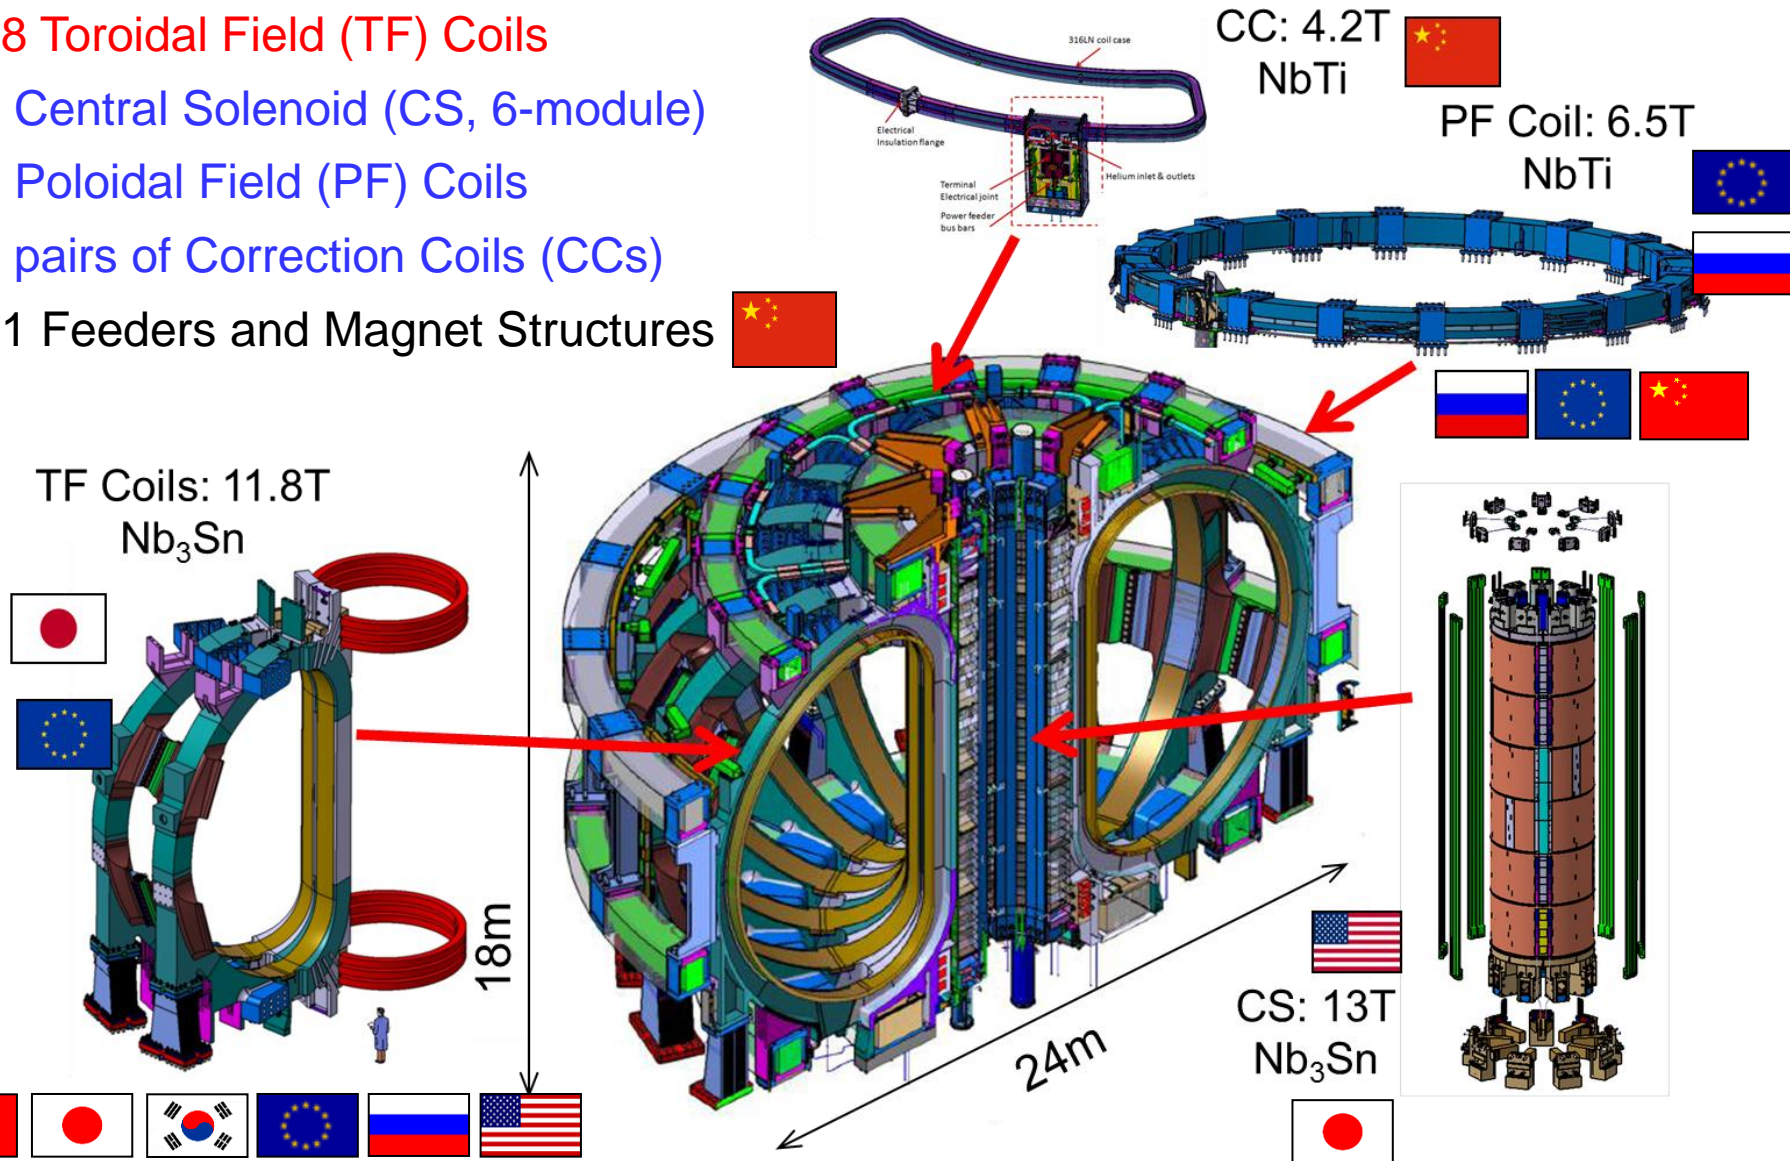 8 Toroidal Field (TF) Coils
Central Solenoid (CS, 6-module)
Poloidal Field (PF) Coils
pairs of Correction Coils (CCs)
1 Feeders and Magnet Structures
316LN coil case
Electrical
Insulation flange
Terminal
Electrical joint
Power feeder
bus bars
Helium inlet & outlets
CC: 4.2T
NbTi
PF Coil: 6.5T
NbTi
TF Coils: 11.8T
Nb₃Sn
18m
24m
CS: 13T
Nb₃Sn